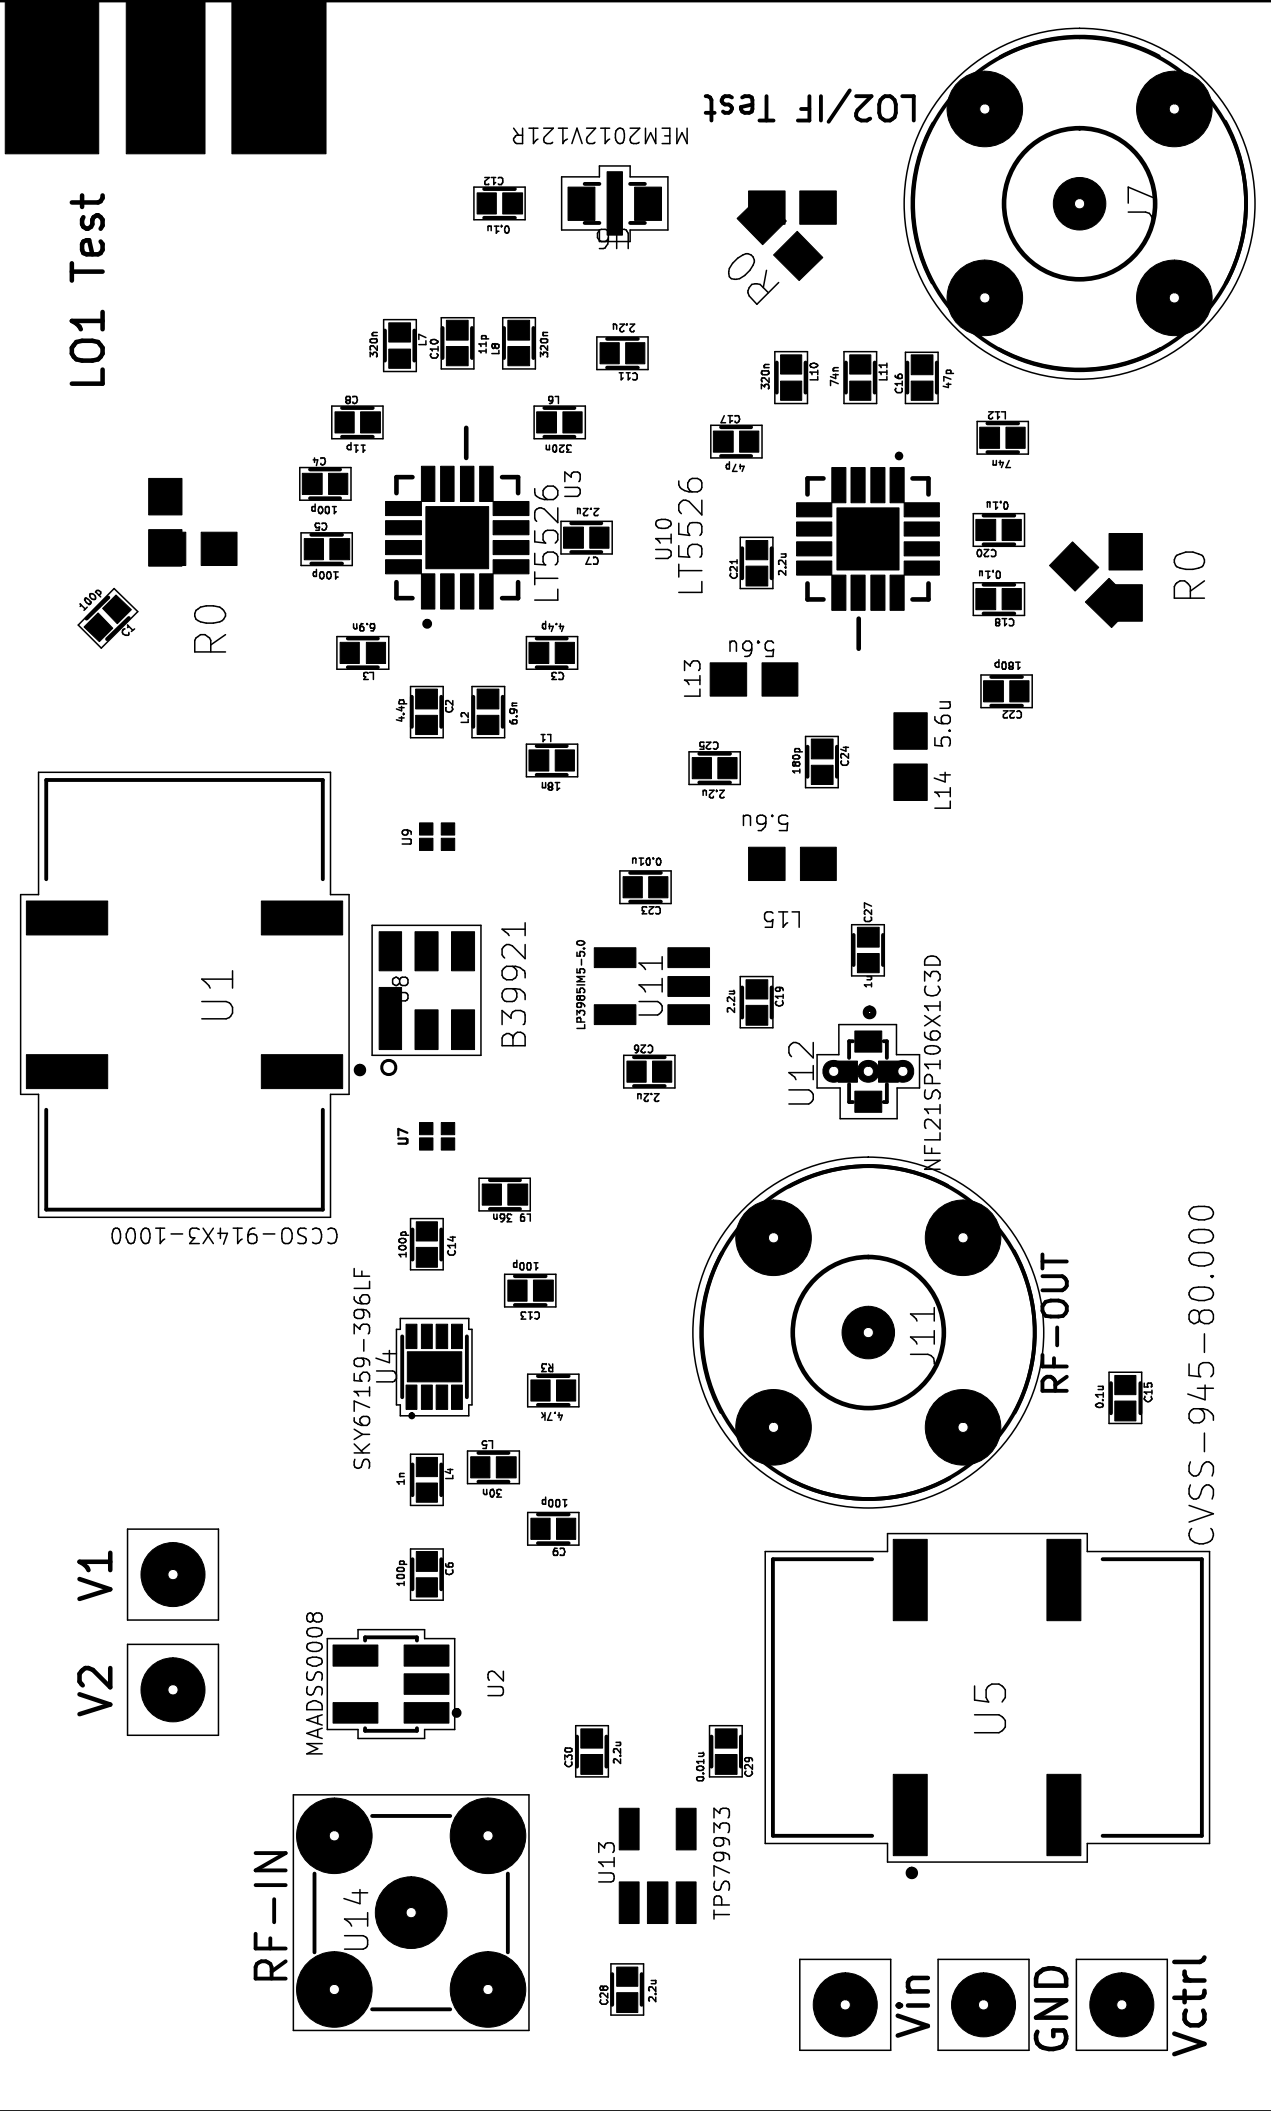 LO2/IF Test
MEM2012V121R
LO1 Test
C12
0.1u
U6
J7
R0
320n
L7
C10
11p
L8
320n
2.2u
C11
320n
L10
74n
L11
C16
47p
C8
11p
L6
320n
C17
47p
L12
74n
C4
100p
U3
LT5526
2.2u
C7
U10
LT5526
0.1u
C20
C5
100p
C21
2.2u
R0
0.1u
C18
100p
C1
R0
6.9n
L3
4.4p
C3
5.6u
L13
180p
C22
4.4p
C2
L2
6.9n
L1
18n
C25
2.2u
180p
C24
5.6u
L14
U9
5.6u
L15
0.01u
C23
C27
1u
U1
U8
B39921
LP3985IM5-5.0
U11
2.2u
C19
C26
2.2u
U12
NFL21SP106X1C3D
U7
36n L9
CCSO-914X3-1000
100p
C14
100p
C13
J11
RF-OUT
CVSS-945-80.000
SKY67159-396LF
U4
R3
4.7k
0.1u
C15
1n
L4
L5
30n
100p
C9
V1
100p
C6
V2
MAADSS0008
U2
U5
C30
2.2u
0.01u
C29
U13
TPS79933
RF-IN
U14
C28
2.2u
Vin
GND
Vctrl